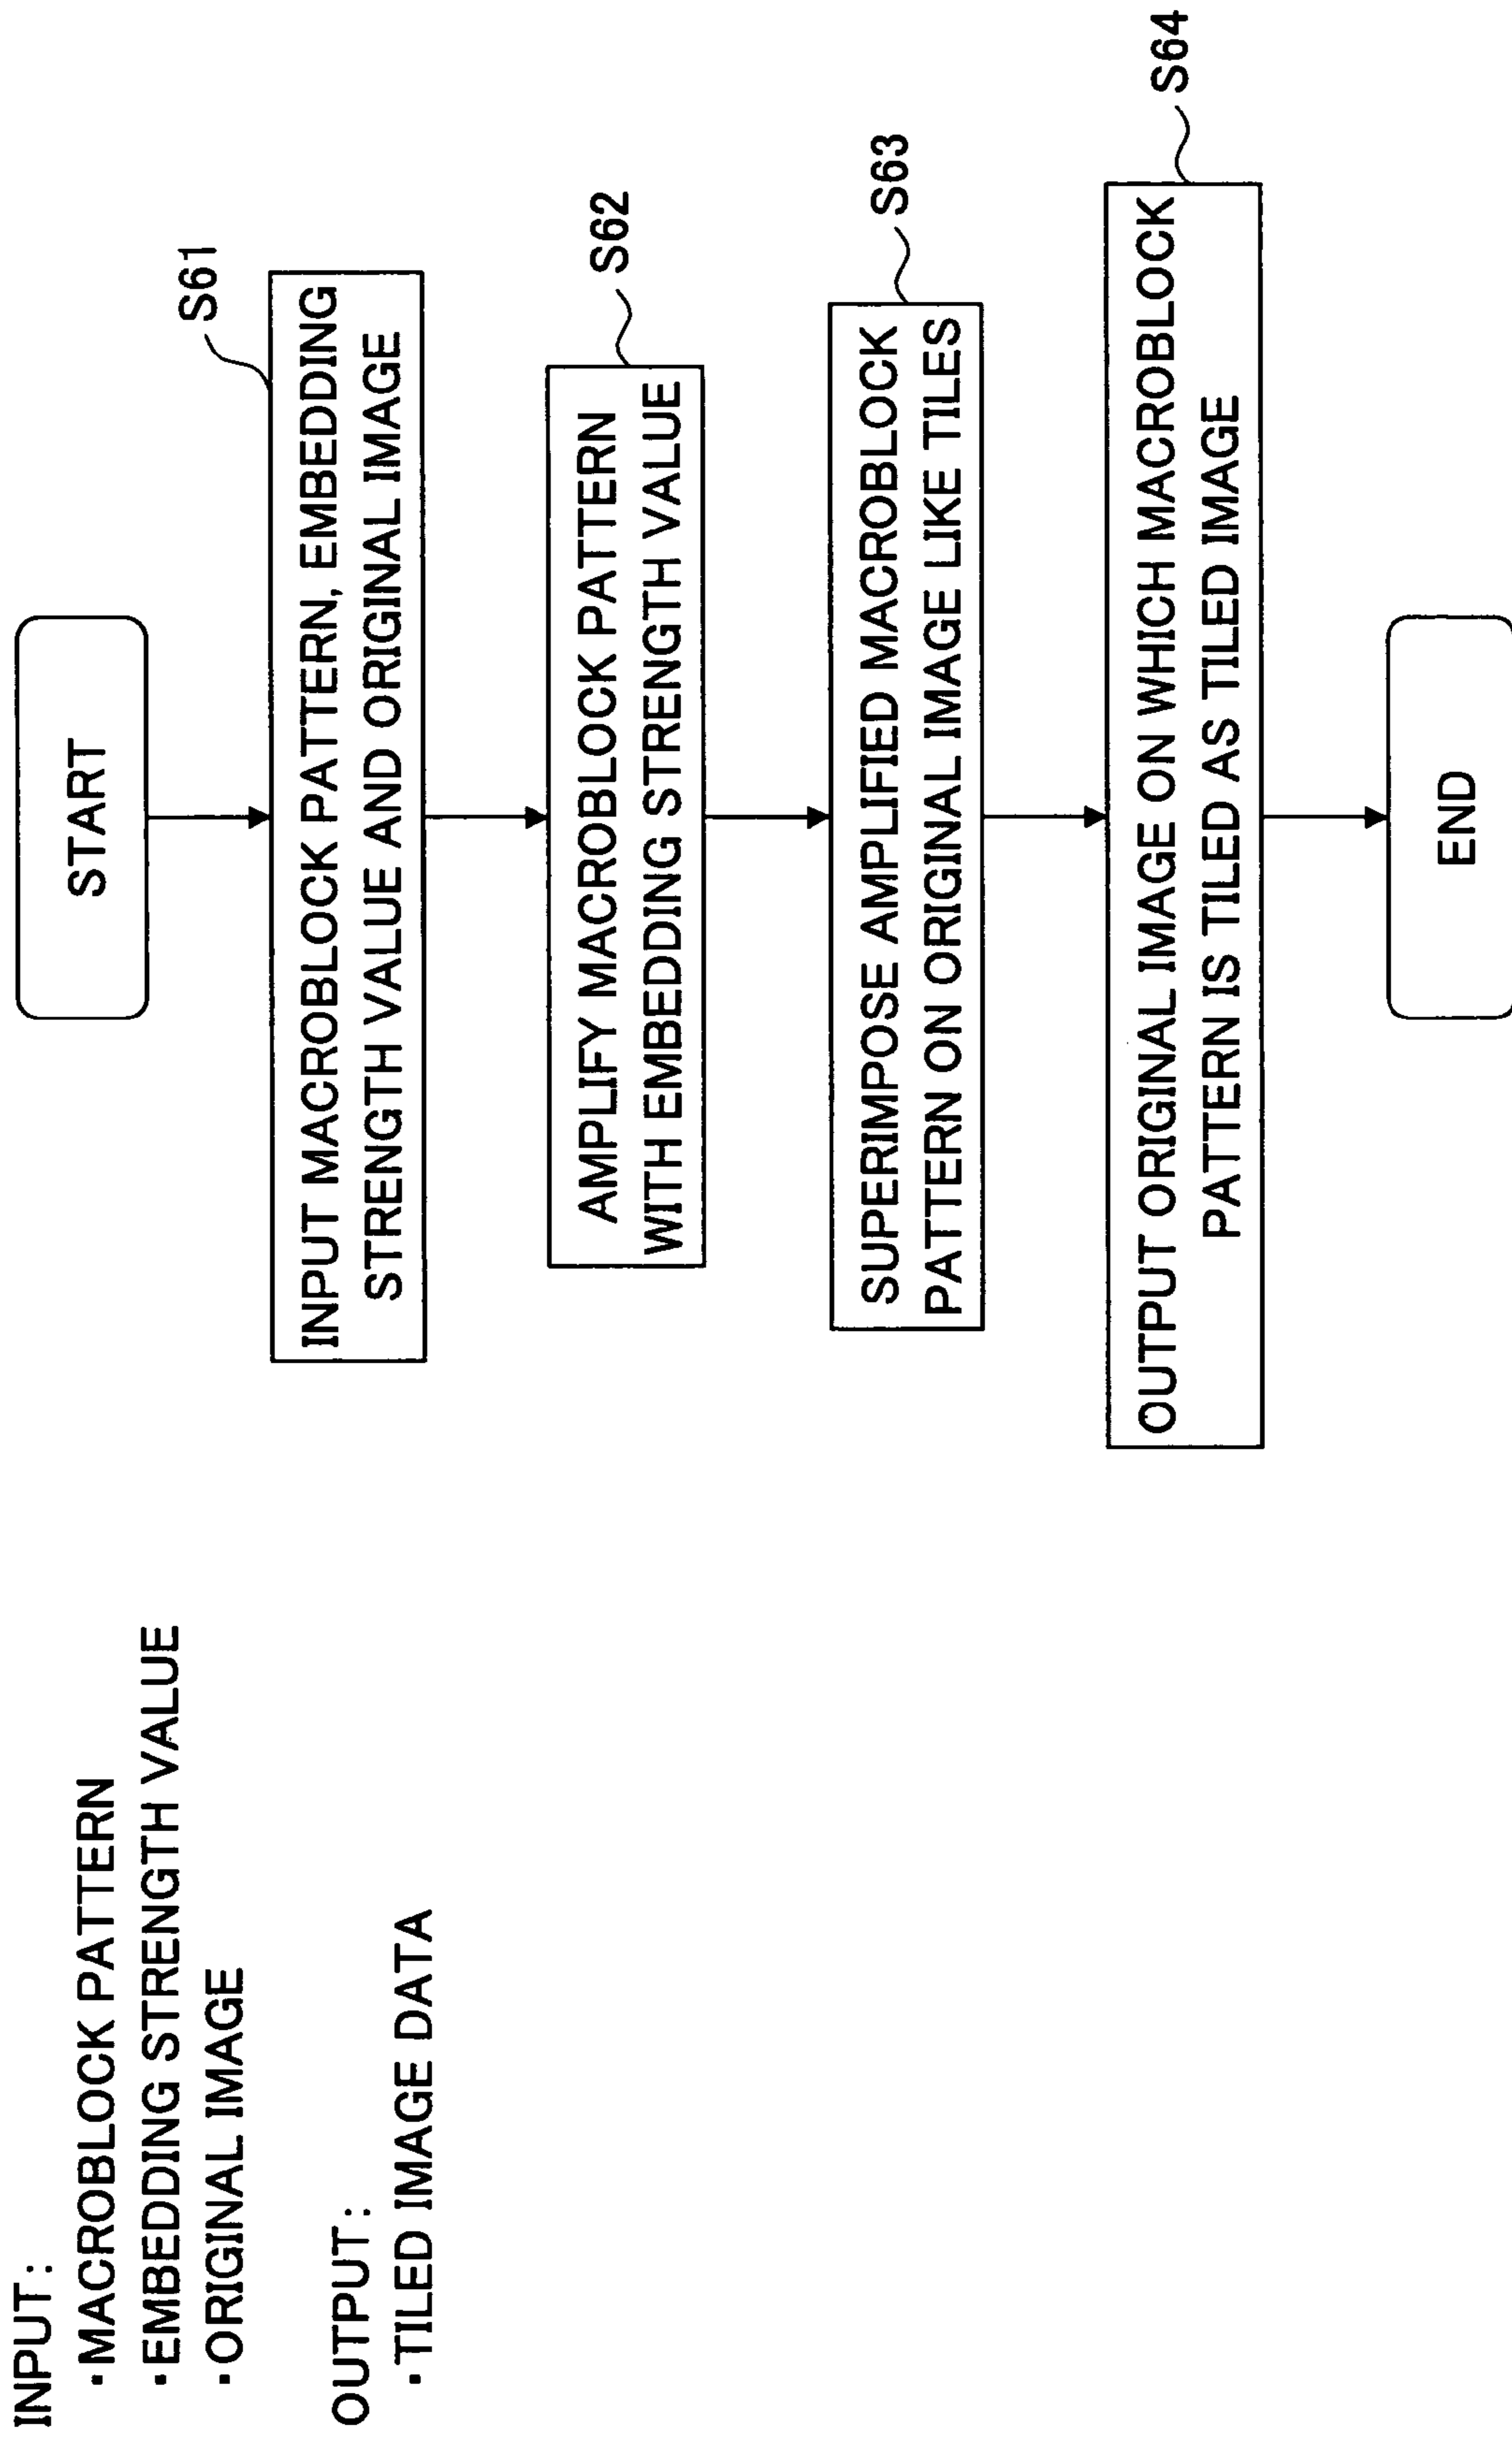 INPUT:
・MACROBLOCK PATTERN
・EMBEDDING STRENGTH VALUE
・ORIGINAL IMAGE
OUTPUT:
・TILED IMAGE DATA
START
S61
INPUT MACROBLOCK PATTERN, EMBEDDING
STRENGTH VALUE AND ORIGINAL IMAGE
S62
AMPLIFY MACROBLOCK PATTERN
WITH EMBEDDING STRENGTH VALUE
S63
SUPERIMPOSE AMPLIFIED MACROBLOCK
PATTERN ON ORIGINAL IMAGE LIKE TILES
S64
OUTPUT ORIGINAL IMAGE ON WHICH MACROBLOCK
PATTERN IS TILED AS TILED IMAGE
END